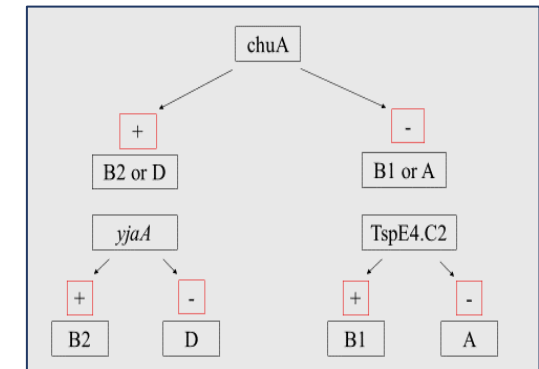 chuA
+ -
B2 or D B1 or A
yjaA TspE4.C2
+ - + -
B2 D B1 A